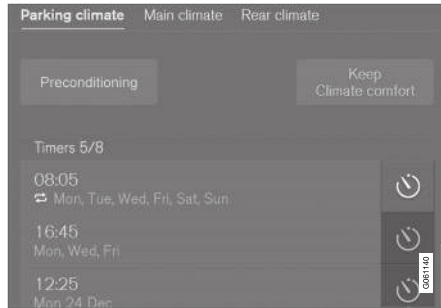 Parking climate Main climate Rear climate
Preconditioning
Keep
Climate comfort
Timers 5/8
08:05
Mon, Tue, Wed, Fri, Sat, Sun
16:45
Mon, Wed, Fri
12:25
Mon 24 Dec
G061140